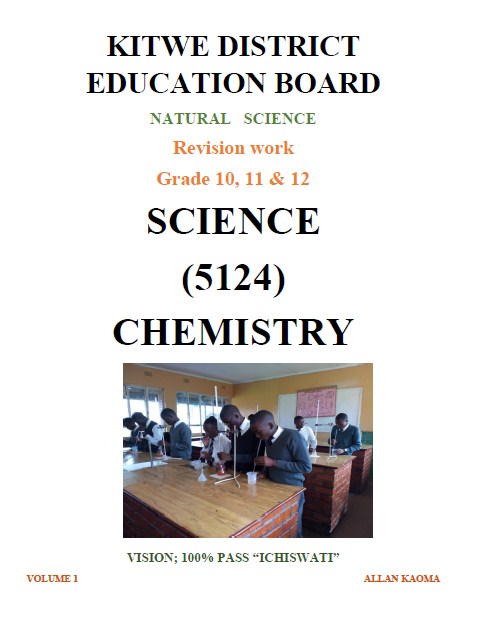 KITWE DISTRICT
EDUCATION BOARD
NATURAL SCIENCE
Revision work
Grade 10, 11 & 12
SCIENCE
(5124)
CHEMISTRY
VISION; 100% PASS “ICHISWATI”
VOLUME 1
ALLAN KAOMA